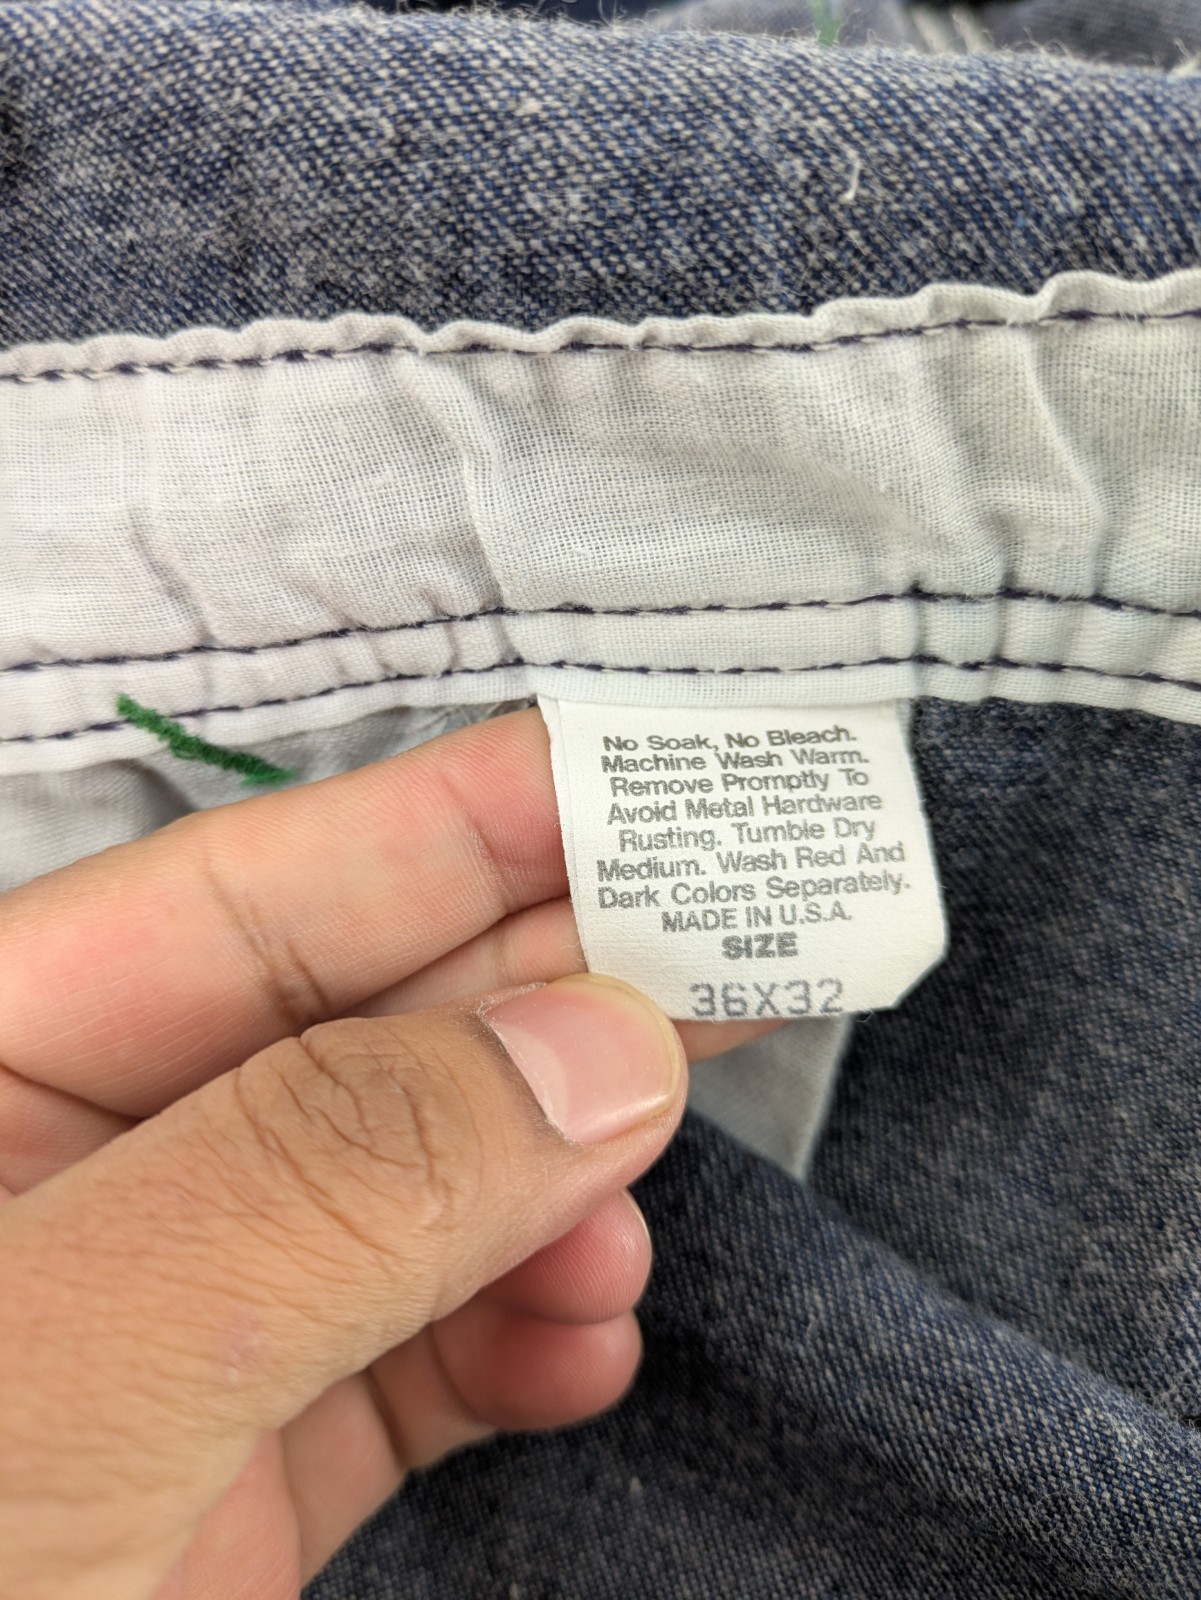 No Soak, No Bleach.
Machine Wash Warm.
Remove Promptly To
Avoid Metal Hardware
Rusting. Tumble Dry
Medium. Wash Red And
Dark Colors Separately.
MADE IN U.S.A.
SIZE
36X32